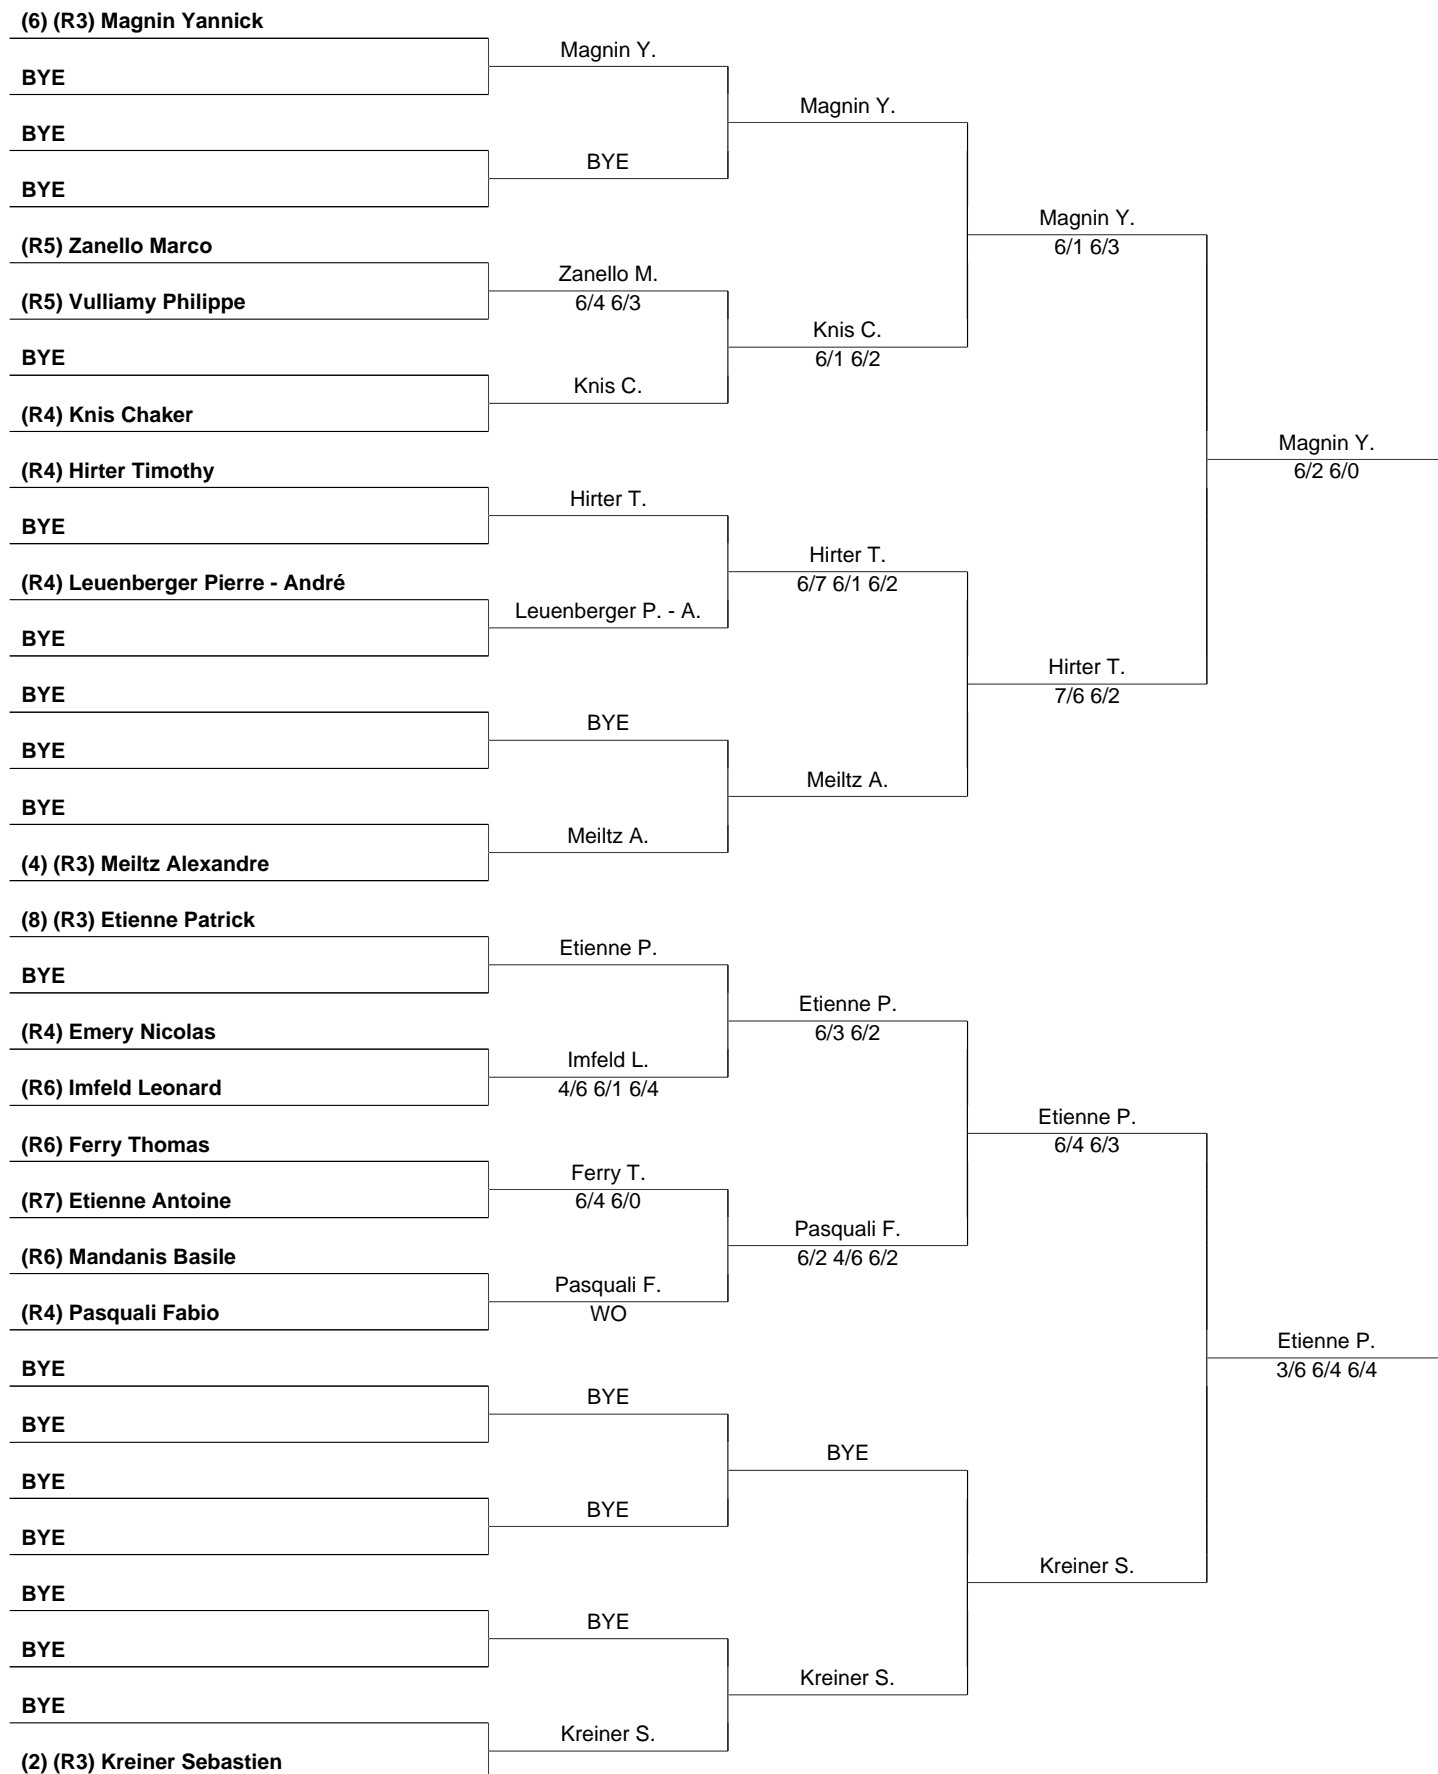 (6) (R3) Magnin Yannick
Magnin Y.
BYE
Magnin Y.
BYE
BYE
BYE
Magnin Y.
6/1 6/3
(R5) Zanello Marco
Zanello M.
6/4 6/3
(R5) Vulliamy Philippe
Knis C.
6/1 6/2
BYE
Knis C.
(R4) Knis Chaker
Magnin Y.
6/2 6/0
(R4) Hirter Timothy
Hirter T.
BYE
Hirter T.
6/7 6/1 6/2
(R4) Leuenberger Pierre - André
Leuenberger P. - A.
BYE
Hirter T.
7/6 6/2
BYE
BYE
BYE
Meiltz A.
BYE
Meiltz A.
(4) (R3) Meiltz Alexandre
(8) (R3) Etienne Patrick
Etienne P.
BYE
Etienne P.
6/3 6/2
(R4) Emery Nicolas
Imfeld L.
4/6 6/1 6/4
(R6) Imfeld Leonard
Etienne P.
6/4 6/3
(R6) Ferry Thomas
Ferry T.
6/4 6/0
(R7) Etienne Antoine
Pasquali F.
6/2 4/6 6/2
(R6) Mandanis Basile
Pasquali F.
WO
(R4) Pasquali Fabio
Etienne P.
3/6 6/4 6/4
BYE
BYE
BYE
BYE
BYE
BYE
BYE
Kreiner S.
BYE
BYE
BYE
Kreiner S.
BYE
Kreiner S.
(2) (R3) Kreiner Sebastien